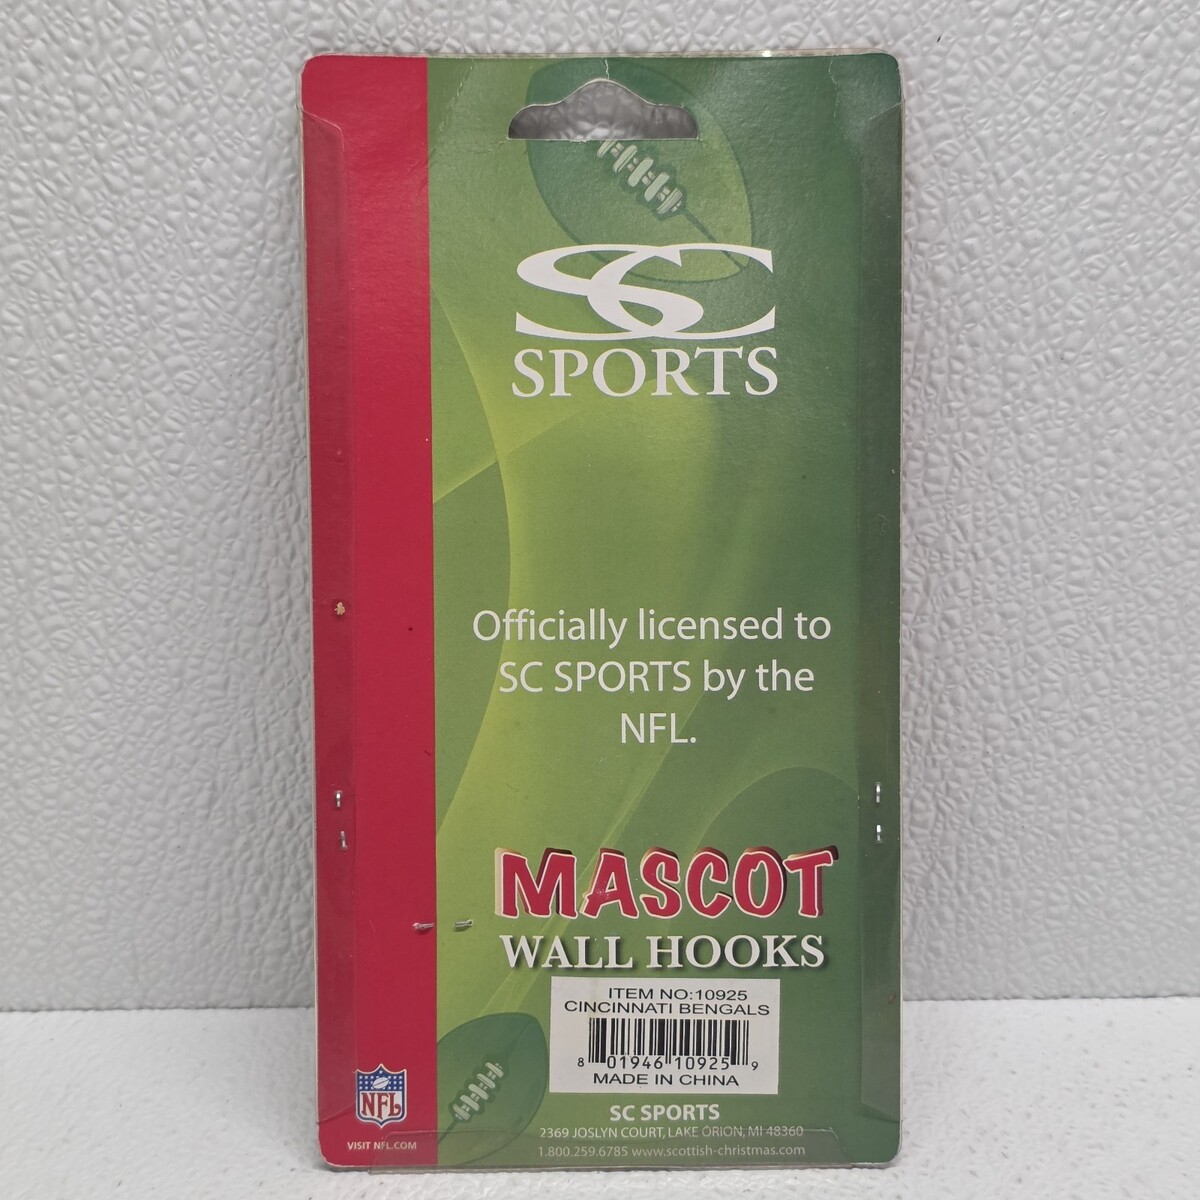 SC
SPORTS
Officially licensed to
SC SPORTS by the
NFL.
MASCOT
WALL HOOKS
ITEM NO:10925
CINCINNATI BENGALS
8 01946 10925 9
MADE IN CHINA
NFL
VISIT NFL.COM
SC SPORTS
2369 JOSLYN COURT, LAKE ORION, MI 48360
1.800.259.6785 www.scottish-christmas.com